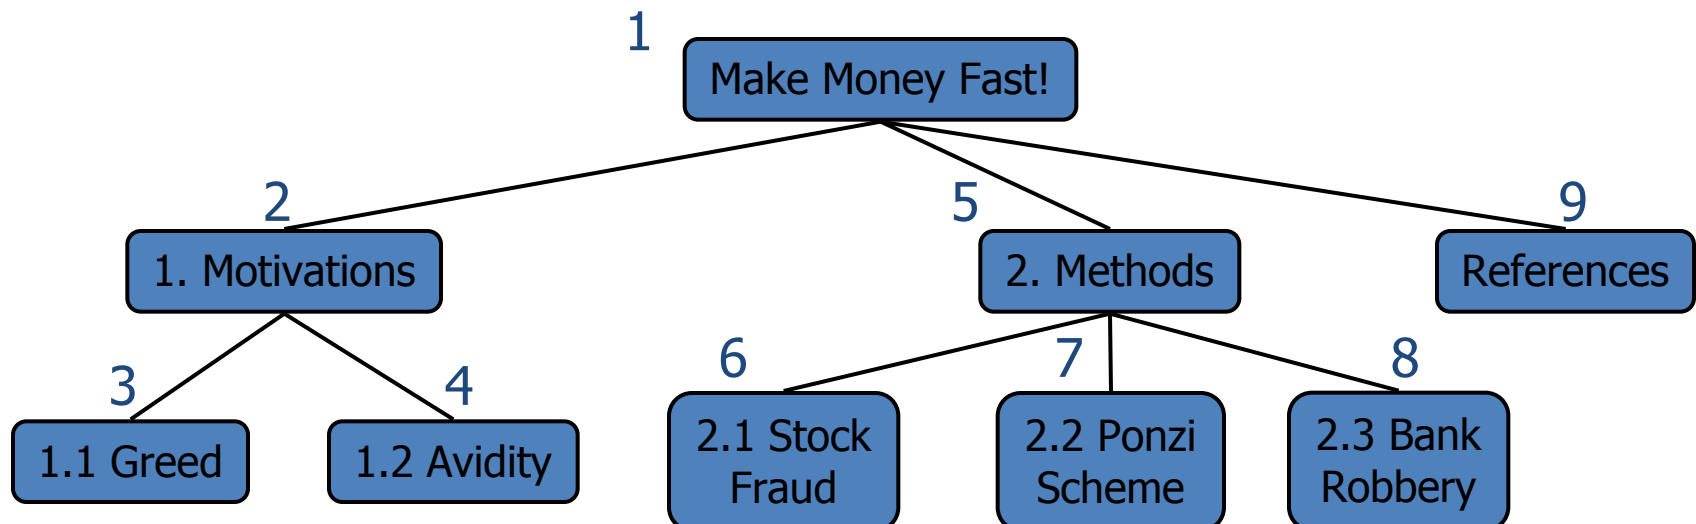 1
Make Money Fast!
2
5
9
1. Motivations
2. Methods
References
3
4
6
7
8
1.1 Greed
1.2 Avidity
2.1 Stock
Fraud
2.2 Ponzi
Scheme
2.3 Bank
Robbery